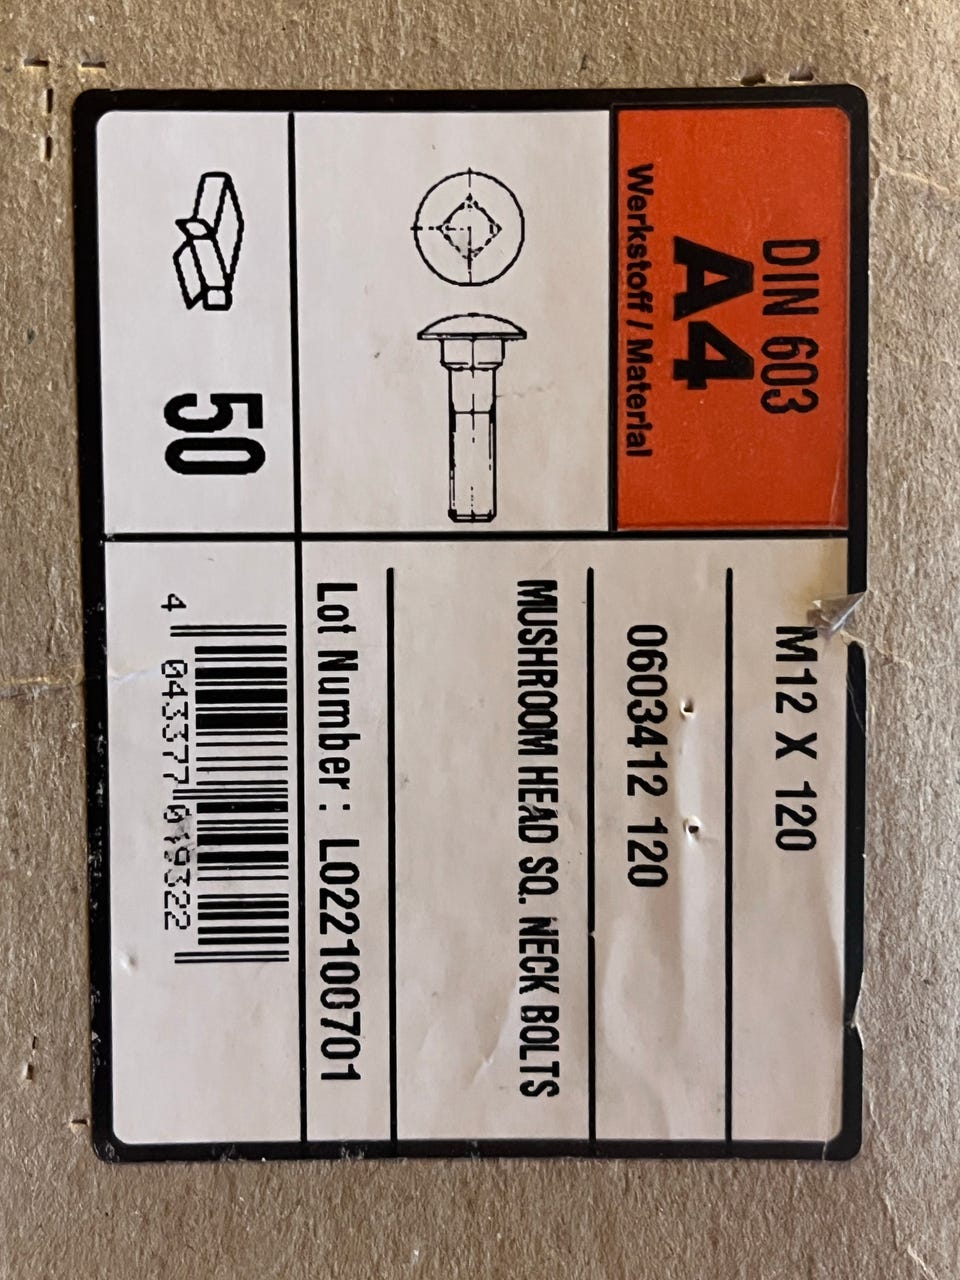 DIN 603
A4
Werkstoff / Material
M12 X 120
0603412 120
MUSHROOM HEAD SQ. NECK BOLTS
Lot Number: L022100701
50
4 043377 019322